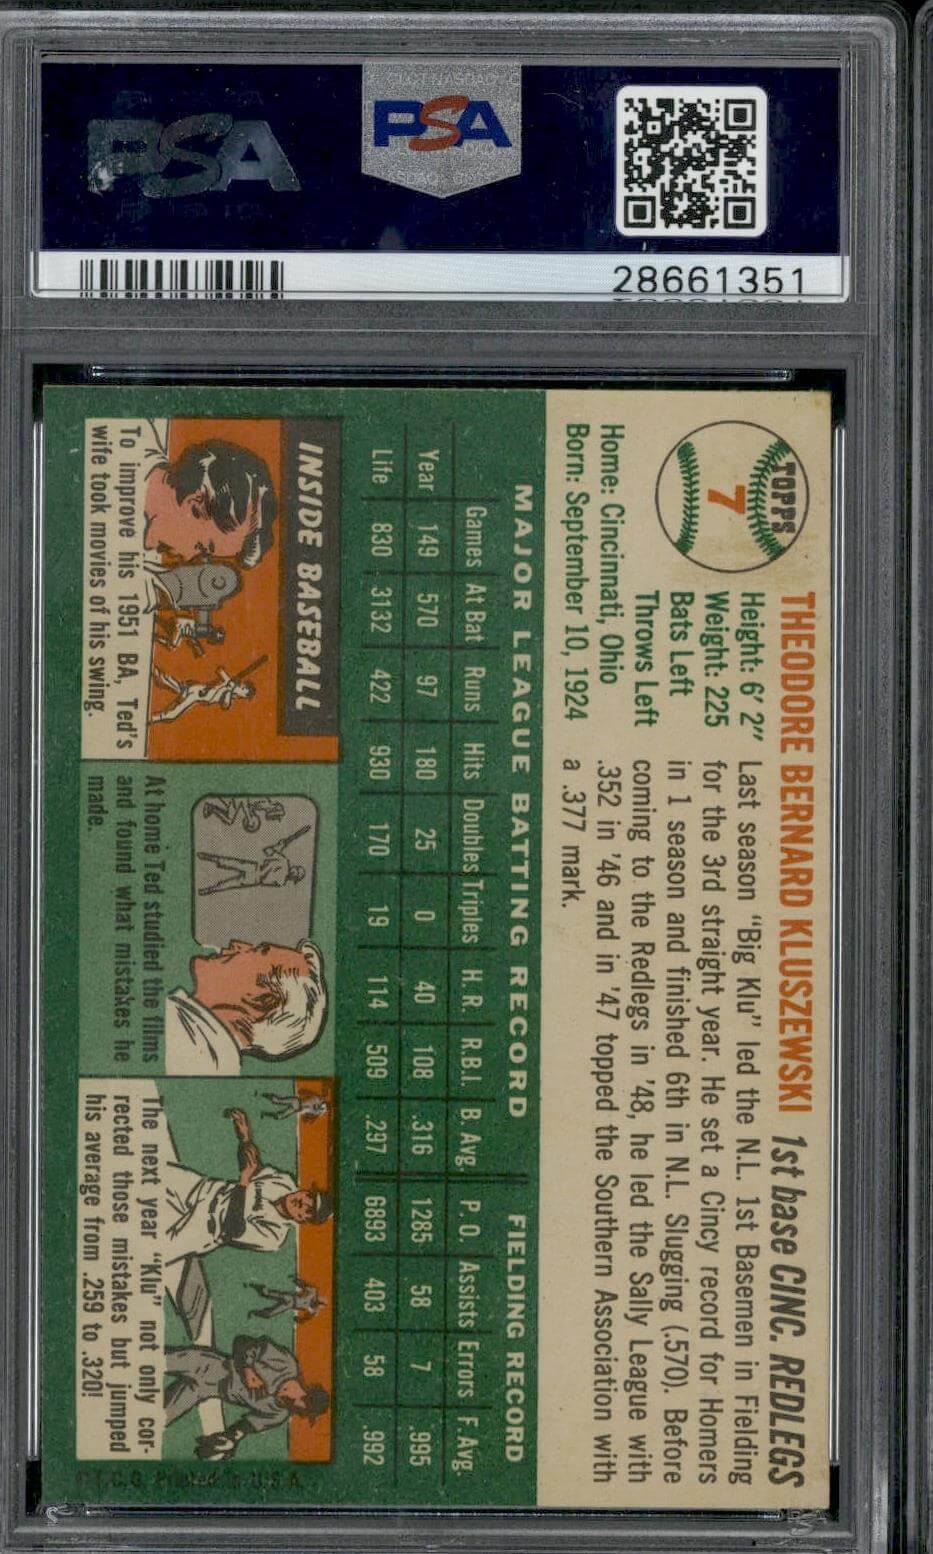 PSA
PSA
28661351
TOPPS
7
THEODORE BERNARD KLUSZEWSKI 1st base CINC. REDLEGS
Height: 6' 2"
Weight: 225
Bats Left
Throws Left
Home: Cincinnati, Ohio
Born: September 10, 1924
Last season "Big Klu" led the N.L. 1st Basemen in Fielding
for the 3rd straight year. He set a Cincy record for Homers
in 1 season and finished 6th in N.L. Slugging (.570). Before
coming to the Redlegs in '48, he led the Sally League with
.352 in '46 and in '47 topped the Southern Association with
a .377 mark.
MAJOR LEAGUE BATTING RECORD FIELDING RECORD
Games At Bat Runs Hits Doubles Triples H.R. R.B.I. B. Avg. P.O. Assists Errors F. Avg.
Year 149 570 97 180 25 0 40 108 .316 1285 58 7 .995
Life 830 3132 422 930 170 19 114 509 .297 6893 403 58 .992
INSIDE BASEBALL
To improve his 1951 BA, Ted's
wife took movies of his swing.
At home Ted studied the films
and found what mistakes he
made.
The next year "Klu" not only cor-
rected those mistakes but jumped
his average from .259 to .320!
©T.C.G. Printed in U.S.A.